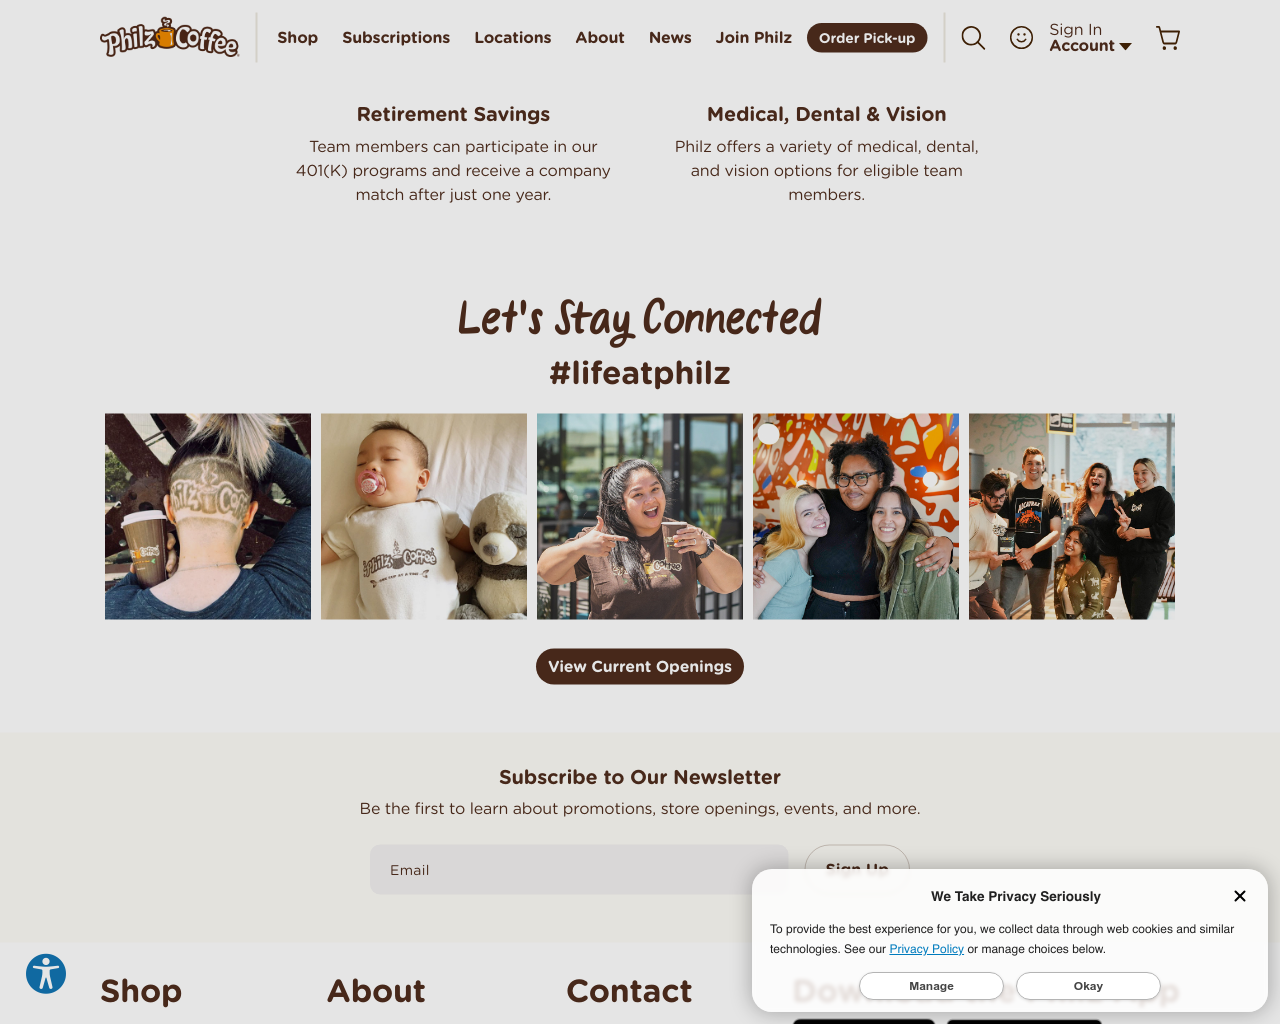 Philz Coffee
Shop
Subscriptions
Locations
About
News
Join Philz
Order Pick-up
Sign In
Account
Retirement Savings
Team members can participate in our
401(K) programs and receive a company
match after just one year.
Medical, Dental & Vision
Philz offers a variety of medical, dental,
and vision options for eligible team
members.
Let's Stay Connected
#lifeatphilz
Philz Coffee
View Current Openings
Subscribe to Our Newsletter
Be the first to learn about promotions, store openings, events, and more.
Email
Sign Up
We Take Privacy Seriously
To provide the best experience for you, we collect data through web cookies and similar
technologies. See our Privacy Policy or manage choices below.
Manage
Okay
Shop
About
Contact